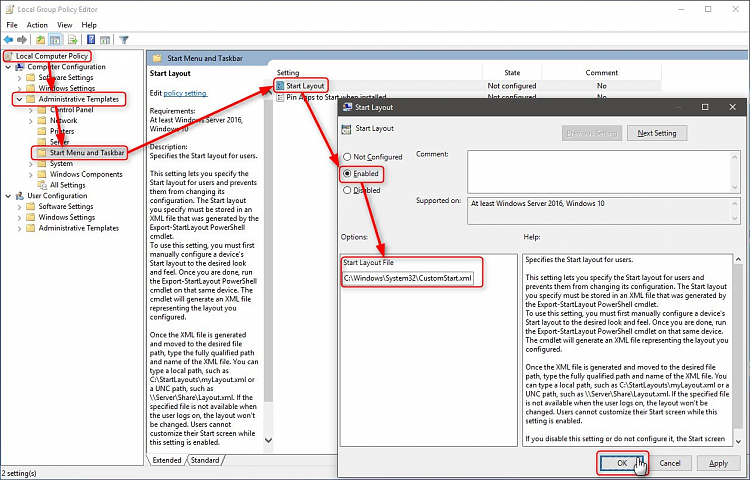 Local Group Policy Editor
File Action View Help
Local Computer Policy
Computer Configuration
Software Settings
Windows Settings
Administrative Templates
Control Panel
Network
Printers
Server
Start Menu and Taskbar
System
Windows Components
All Settings
User Configuration
Software Settings
Windows Settings
Administrative Templates
Start Menu and Taskbar
Start Layout
Edit policy setting.
Requirements:
At least Windows Server 2016,
Windows 10
Description:
Specifies the Start layout for users.
This setting lets you specify the
Start layout for users and prevents
them from changing its
configuration. The Start layout
you specify must be stored in an
XML file that was generated by the
Export-StartLayout PowerShell
cmdlet.
To use this setting, you must first
manually configure a device's
Start layout to the desired look
and feel. Once you are done, run
the Export-StartLayout PowerShell
cmdlet on that same device. The
cmdlet will generate an XML file
representing the layout you
configured.
Once the XML file is generated
and moved to the desired file
path, type the fully qualified path
and name of the XML file. You can
type a local path, such as
C:\StartLayouts\myLayout.xml or
a UNC path, such as
\\Server\Share\Layout.xml. If the
specified file is not available when
the user logs on, the layout won't
be changed. Users cannot
customize their Start screen while
this setting is enabled.
Setting State Comment
Start Layout Not configured No
Pin Apps to Start when installed Not configured No
Extended Standard
2 setting(s)
Start Layout
Start Layout
Previous Setting Next Setting
Not Configured
Enabled
Disabled
Comment:
Supported on:
At least Windows Server 2016, Windows 10
Options:
Help:
Start Layout File
C:\Windows\System32\CustomStart.xml
Specifies the Start layout for users.
This setting lets you specify the Start layout for users and
prevents them from changing its configuration. The Start layout
you specify must be stored in an XML file that was generated by
the Export-StartLayout PowerShell cmdlet.
To use this setting, you must first manually configure a device's
Start layout to the desired look and feel. Once you are done, run
the Export-StartLayout PowerShell cmdlet on that same device.
The cmdlet will generate an XML file representing the layout you
configured.
Once the XML file is generated and moved to the desired file
path, type the fully qualified path and name of the XML file. You
can type a local path, such as C:\StartLayouts\myLayout.xml or a
UNC path, such as \\Server\Share\Layout.xml. If the specified file
is not available when the user logs on, the layout won't be
changed. Users cannot customize their Start screen while this
setting is enabled.
If you disable this setting or do not configure it, the Start screen
OK Cancel Apply